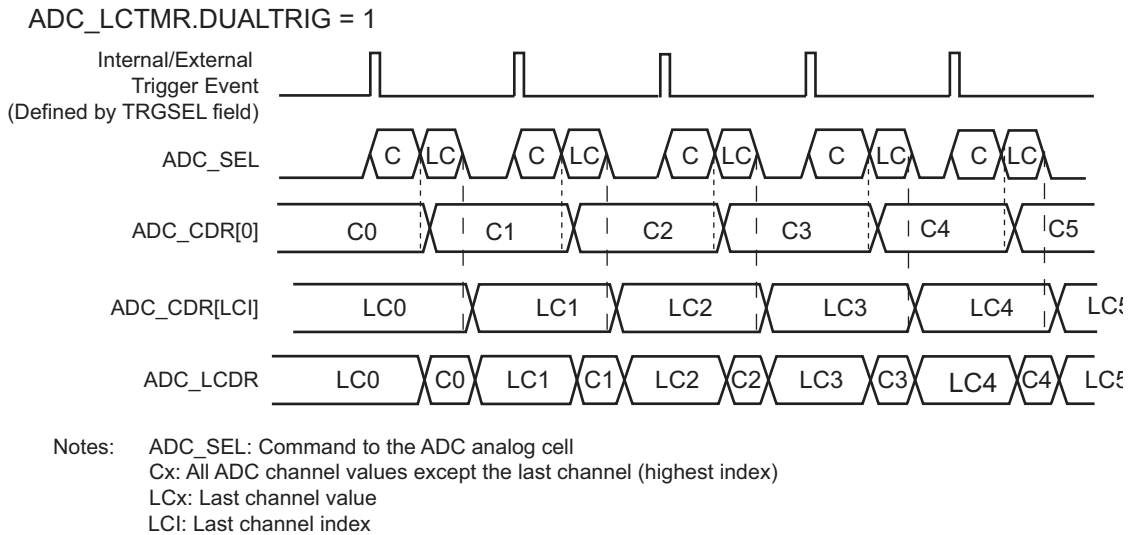 ADC_LCTMR.DUALTRIG = 1
Internal/External
Trigger Event
(Defined by TRGSEL field)
ADC_SEL C LC C LC C LC C LC C LC
ADC_CDR[0] C0 C1 C2 C3 C4 C5
ADC_CDR[LCI] LC0 LC1 LC2 LC3 LC4 LC5
ADC_LCDR LC0 C0 LC1 C1 LC2 C2 LC3 C3 LC4 C4 LC5
Notes: ADC_SEL: Command to the ADC analog cell
Cx: All ADC channel values except the last channel (highest index)
LCx: Last channel value
LCI: Last channel index